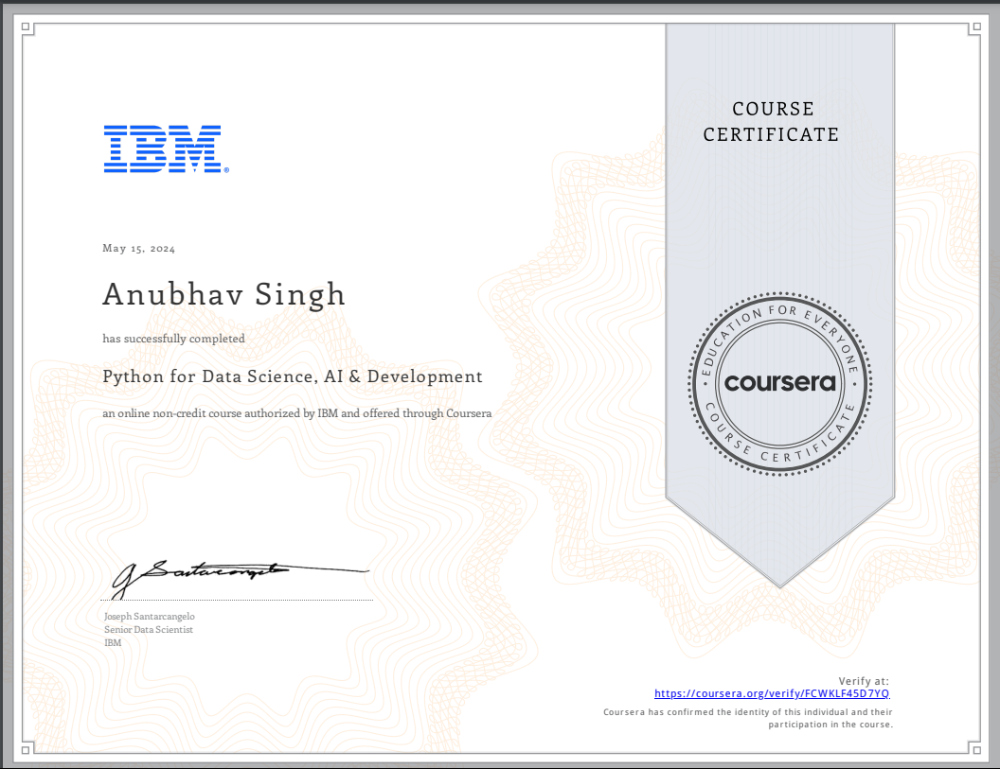 COURSE
CERTIFICATE
IBM®
May 15, 2024
Anubhav Singh
has successfully completed
Python for Data Science, AI & Development
an online non-credit course authorized by IBM and offered through Coursera
EDUCATION FOR EVERYONE
coursera
COURSE CERTIFICATE
J Santarcangelo
Joseph Santarcangelo
Senior Data Scientist
IBM
Verify at:
https://coursera.org/verify/FCWKLF45D7YQ
Coursera has confirmed the identity of this individual and their
participation in the course.